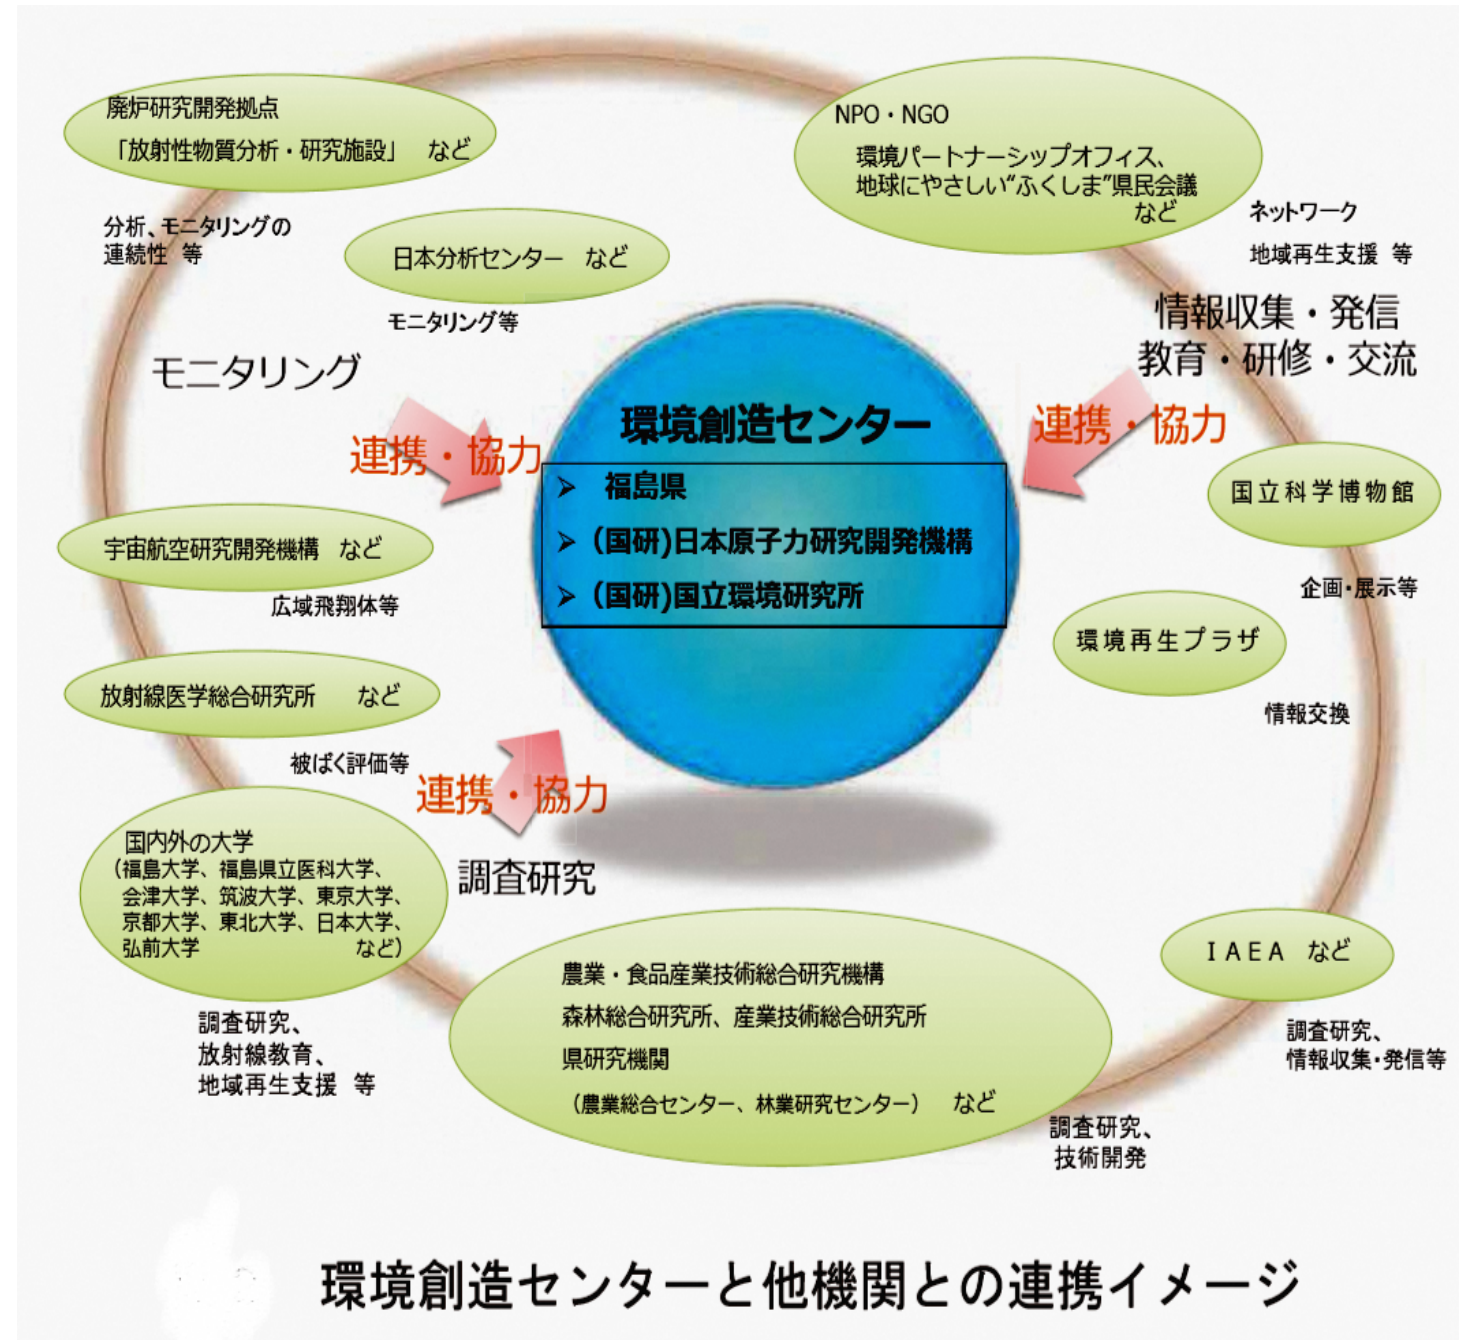 廃炉研究開発拠点
「放射性物質分析・研究施設」 など
分析、モニタリングの
連続性 等
日本分析センター など
モニタリング等
モニタリング
連携・協力
NPO・NGO
環境パートナーシップオフィス、
地球にやさしい“ふくしま”県民会議
など
ネットワーク
地域再生支援 等
情報収集・発信
教育・研修・交流
連携・協力
環境創造センター
➢ 福島県
➢ (国研)日本原子力研究開発機構
➢ (国研)国立環境研究所
国立科学博物館
企画・展示等
環境再生プラザ
情報交換
宇宙航空研究開発機構 など
広域飛翔体等
放射線医学総合研究所 など
被ばく評価等
連携・協力
調査研究
国内外の大学
(福島大学、福島県立医科大学、
会津大学、筑波大学、東京大学、
京都大学、東北大学、日本大学、
弘前大学 など)
調査研究、
放射線教育、
地域再生支援 等
農業・食品産業技術総合研究機構
森林総合研究所、産業技術総合研究所
県研究機関
(農業総合センター、林業研究センター) など
調査研究、
技術開発
IAEA など
調査研究、
情報収集・発信等
環境創造センターと他機関との連携イメージ